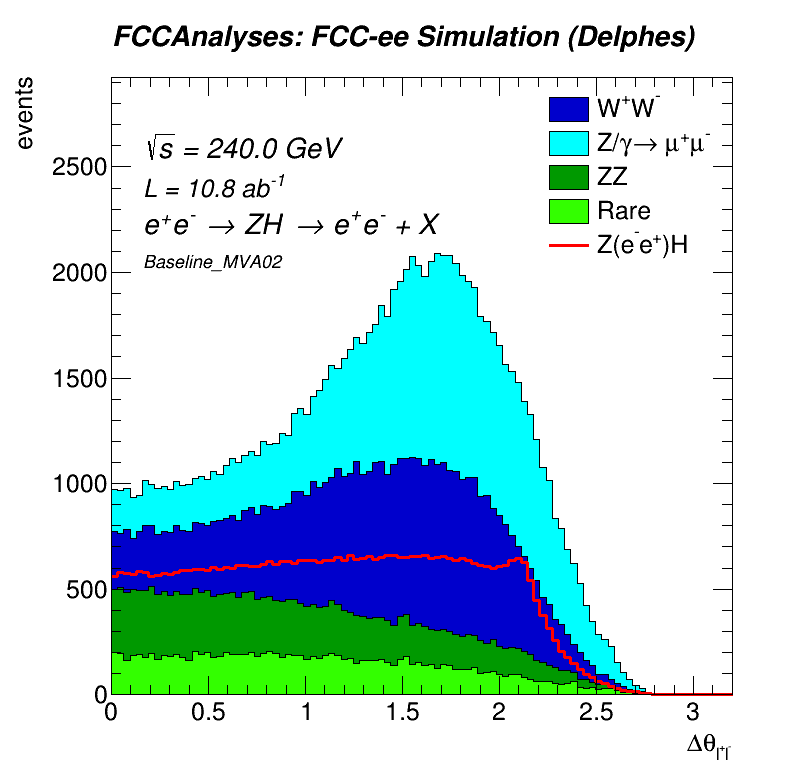 FCCAnalyses: FCC-ee Simulation (Delphes)
events
√s = 240.0 GeV
L = 10.8 ab⁻¹
e⁺e⁻ → ZH → e⁺e⁻ + X
Baseline_MVA02
W⁺W⁻
Z/γ→ μ⁺μ⁻
ZZ
Rare
Z(e⁻e⁺)H
2500
2000
1500
1000
500
0
0 0.5 1 1.5 2 2.5 3
Δθ_l⁺l⁻